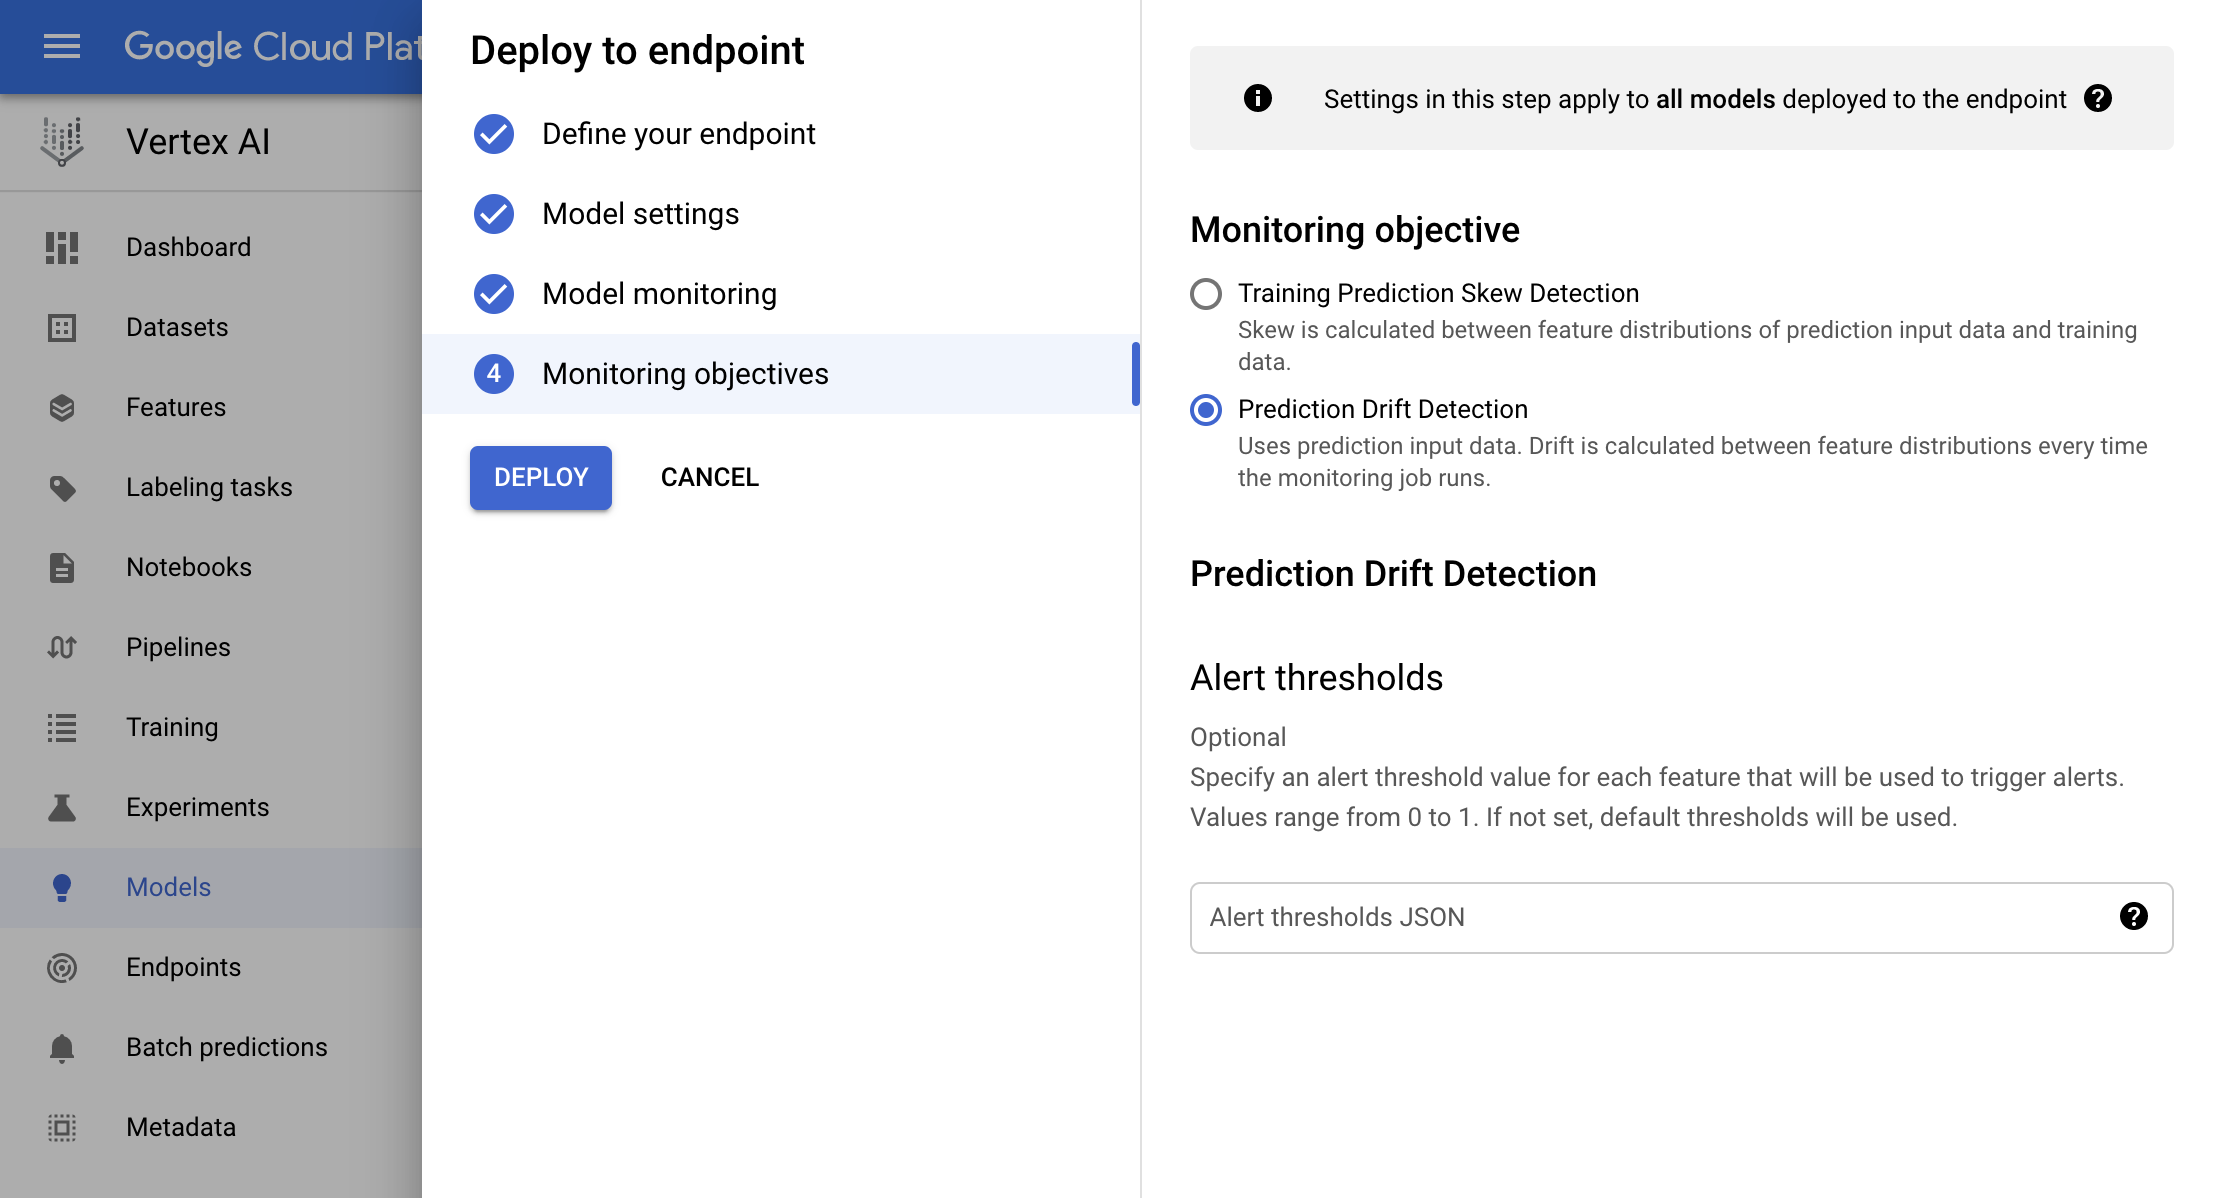 Google Cloud Plat
Vertex AI
Dashboard
Datasets
Features
Labeling tasks
Notebooks
Pipelines
Training
Experiments
Models
Endpoints
Batch predictions
Metadata
Deploy to endpoint
Define your endpoint
Model settings
Model monitoring
4 Monitoring objectives
DEPLOY CANCEL
Settings in this step apply to all models deployed to the endpoint
Monitoring objective
Training Prediction Skew Detection
Skew is calculated between feature distributions of prediction input data and training
data.
Prediction Drift Detection
Uses prediction input data. Drift is calculated between feature distributions every time
the monitoring job runs.
Prediction Drift Detection
Alert thresholds
Optional
Specify an alert threshold value for each feature that will be used to trigger alerts.
Values range from 0 to 1. If not set, default thresholds will be used.
Alert thresholds JSON